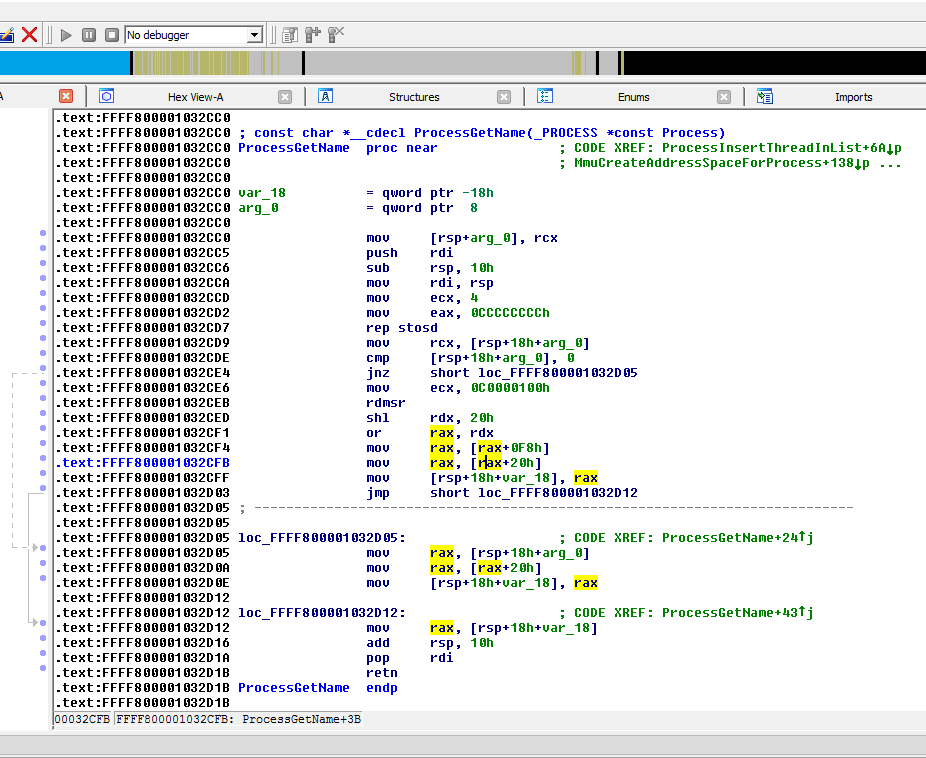 No debugger
A Hex View-A Structures Enums Imports
.text:FFFF800001032CC0
.text:FFFF800001032CC0 ; const char *__cdecl ProcessGetName(_PROCESS *const Process)
.text:FFFF800001032CC0 ProcessGetName proc near ; CODE XREF: ProcessInsertThreadInList+6A↓p
.text:FFFF800001032CC0 ; MmuCreateAddressSpaceForProcess+138↓p ...
.text:FFFF800001032CC0
.text:FFFF800001032CC0 var_18 = qword ptr -18h
.text:FFFF800001032CC0 arg_0 = qword ptr 8
.text:FFFF800001032CC0
.text:FFFF800001032CC0 mov [rsp+arg_0], rcx
.text:FFFF800001032CC5 push rdi
.text:FFFF800001032CC6 sub rsp, 10h
.text:FFFF800001032CCA mov rdi, rsp
.text:FFFF800001032CCD mov ecx, 4
.text:FFFF800001032CD2 mov eax, 0CCCCCCCCh
.text:FFFF800001032CD7 rep stosd
.text:FFFF800001032CD9 mov rcx, [rsp+18h+arg_0]
.text:FFFF800001032CDE cmp [rsp+18h+arg_0], 0
.text:FFFF800001032CE4 jnz short loc_FFFF800001032D05
.text:FFFF800001032CE6 mov ecx, 0C0000100h
.text:FFFF800001032CEB rdmsr
.text:FFFF800001032CED shl rdx, 20h
.text:FFFF800001032CF1 or rax, rdx
.text:FFFF800001032CF4 mov rax, [rax+0F8h]
.text:FFFF800001032CFB mov rax, [rax+20h]
.text:FFFF800001032CFF mov [rsp+18h+var_18], rax
.text:FFFF800001032D03 jmp short loc_FFFF800001032D12
.text:FFFF800001032D05 ; ---------------------------------------------------------------------------
.text:FFFF800001032D05
.text:FFFF800001032D05 loc_FFFF800001032D05: ; CODE XREF: ProcessGetName+24↑j
.text:FFFF800001032D05 mov rax, [rsp+18h+arg_0]
.text:FFFF800001032D0A mov rax, [rax+20h]
.text:FFFF800001032D0E mov [rsp+18h+var_18], rax
.text:FFFF800001032D12
.text:FFFF800001032D12 loc_FFFF800001032D12: ; CODE XREF: ProcessGetName+43↑j
.text:FFFF800001032D12 mov rax, [rsp+18h+var_18]
.text:FFFF800001032D16 add rsp, 10h
.text:FFFF800001032D1A pop rdi
.text:FFFF800001032D1B retn
.text:FFFF800001032D1B ProcessGetName endp
.text:FFFF800001032D1B
00032CFB FFFF800001032CFB: ProcessGetName+3B